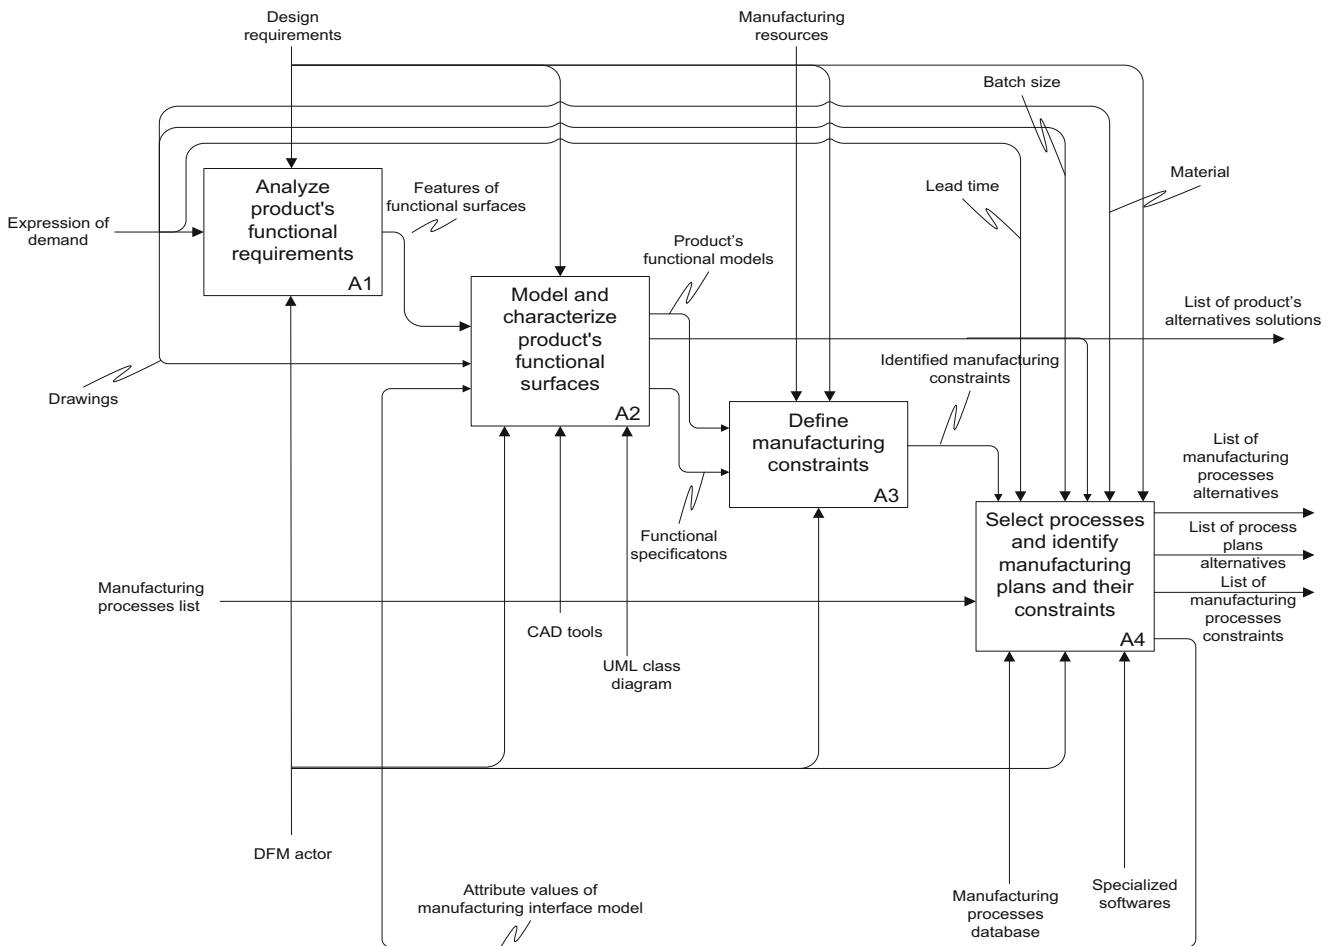 Design
requirements
Manufacturing
resources
Batch size
Material
Lead time
Analyze
product's
functional
requirements
A1
Features of
functional surfaces
Expression of
demand
Product's
functional models
Model and
characterize
product's
functional
surfaces
A2
List of product's
alternatives solutions
Identified manufacturing
constraints
Drawings
Define
manufacturing
constraints
A3
List of
manufacturing
processes
alternatives
Functional
specificatons
Select processes
and identify
manufacturing
plans and their
constraints
A4
List of process
plans
alternatives
List of
manufacturing
processes
constraints
Manufacturing
processes list
CAD tools
UML class
diagram
DFM actor
Attribute values of
manufacturing interface model
Manufacturing
processes
database
Specialized
softwares